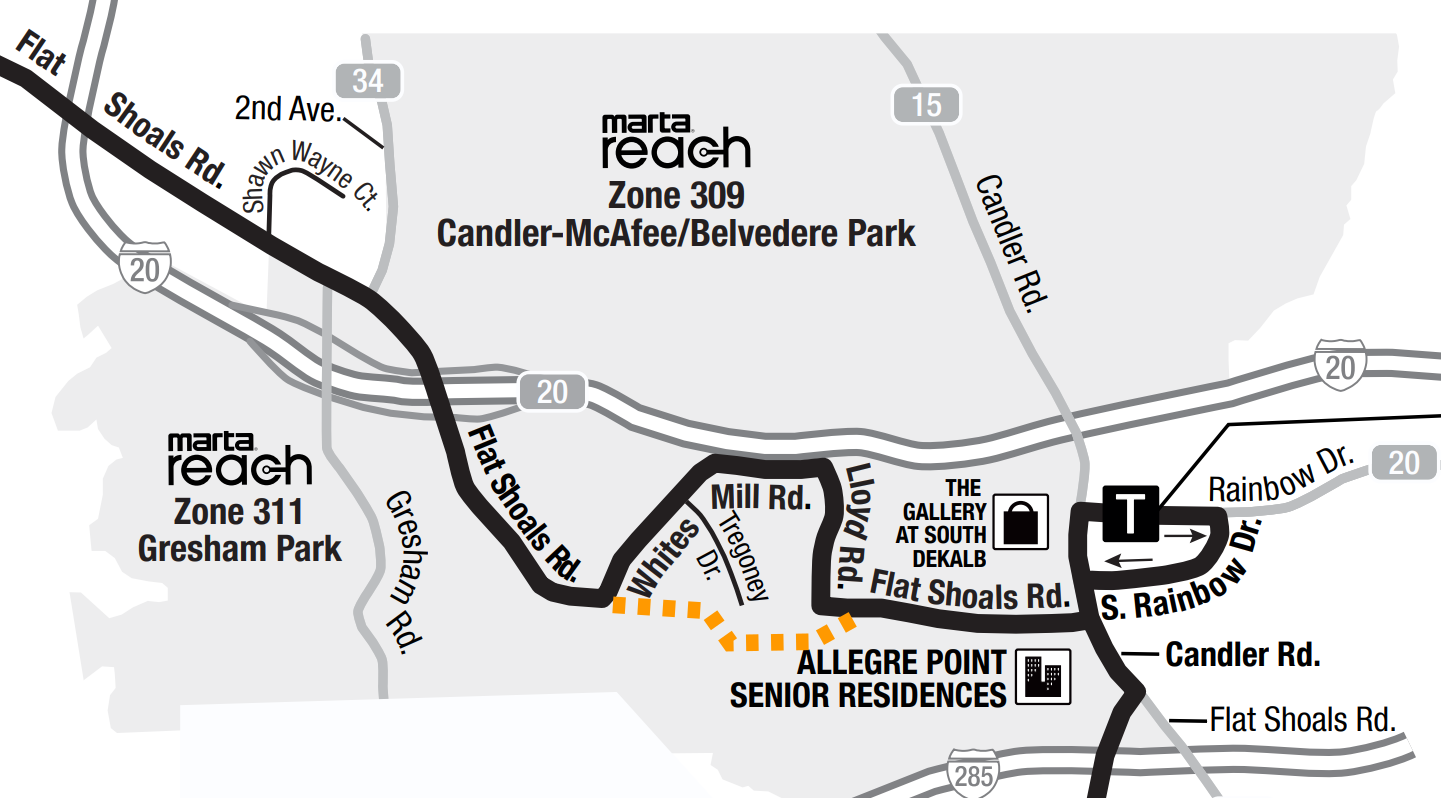 Flat
Shoals Rd.
34
2nd Ave.
Shawn Wayne Ct.
15
marta
reach
Zone 309
Candler-McAfee/Belvedere Park
Candler Rd.
20
20
20
marta
reach
Zone 311
Gresham Park
Gresham Rd.
Flat Shoals Rd.
Whites
Mill Rd.
Tregoney
Dr.
Lloyd Rd.
THE
GALLERY
AT SOUTH
DEKALB
T
Rainbow Dr.
20
Flat Shoals Rd.
S. Rainbow Dr.
ALLEGRE POINT
SENIOR RESIDENCES
Candler Rd.
Flat Shoals Rd.
285